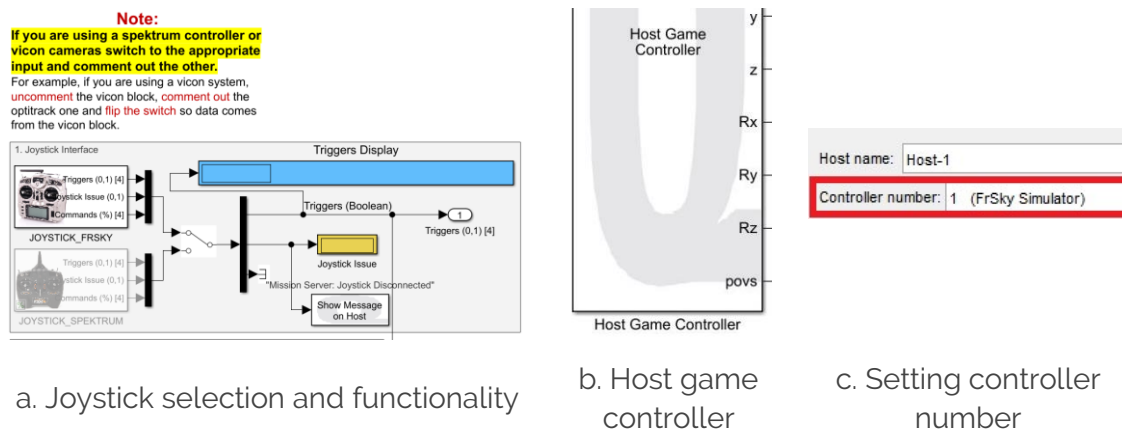 Note:
If you are using a spektrum controller or
vicon cameras switch to the appropriate
input and comment out the other.
For example, if you are using a vicon system,
uncomment the vicon block, comment out the
optitrack one and flip the switch so data comes
from the vicon block.
1. Joystick Interface
Triggers Display
Triggers (0,1) [4]
oystick Issue (0,1)
Commands (%) [4]
JOYSTICK_FRSKY
Triggers (Boolean)
1
Triggers (0,1) [4]
Joystick Issue
Triggers (0,1) [4]
ystick Issue (0,1)
ommands (%) [4]
JOYSTICK_SPEKTRUM
"Mission Server: Joystick Disconnected"
Show Message
on Host
a. Joystick selection and functionality
Host Game
Controller
y
z
Rx
Ry
Rz
povs
Host Game Controller
b. Host game
controller
Host name: Host-1
Controller number: 1 (FrSky Simulator)
c. Setting controller
number